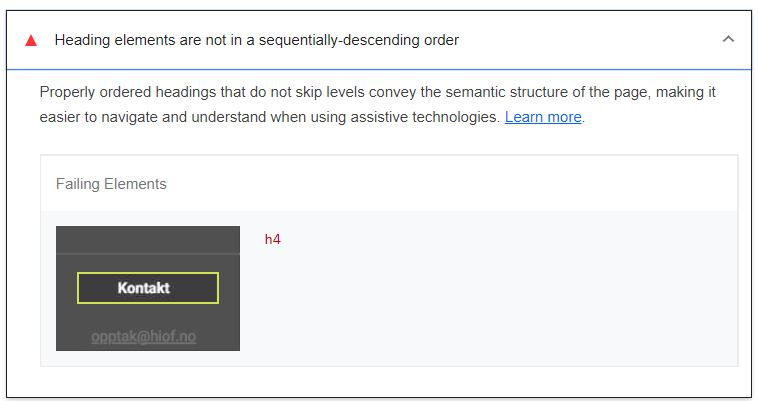 Heading elements are not in a sequentially-descending order
Properly ordered headings that do not skip levels convey the semantic structure of the page, making it
easier to navigate and understand when using assistive technologies. Learn more.
Failing Elements
h4
Kontakt
opptak@hiof.no